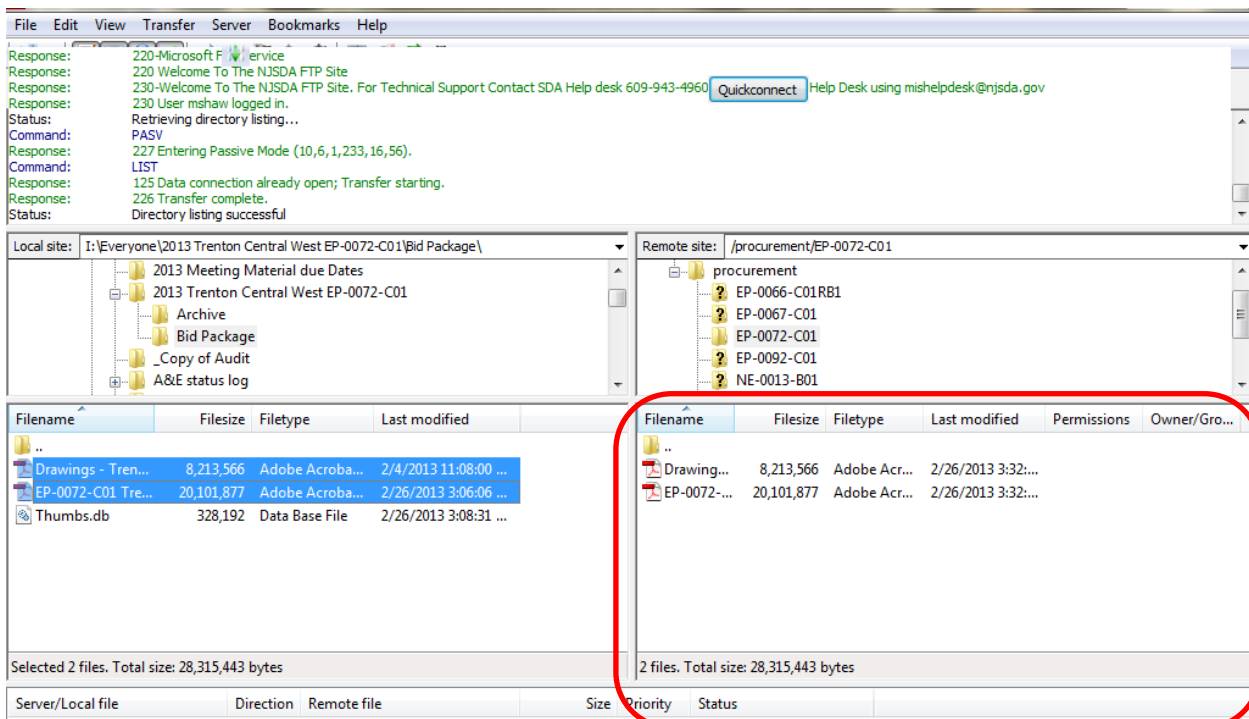 File Edit View Transfer Server Bookmarks Help
Response: 220-Microsoft F ervice
Response: 220 Welcome To The NJSDA FTP Site
Response: 230-Welcome To The NJSDA FTP Site. For Technical Support Contact SDA Help desk 609-943-4960 Quickconnect Help Desk using mishelpdesk@njsda.gov
Response: 230 User mshaw logged in.
Status: Retrieving directory listing...
Command: PASV
Response: 227 Entering Passive Mode (10,6,1,233,16,56).
Command: LIST
Response: 125 Data connection already open; Transfer starting.
Response: 226 Transfer complete.
Status: Directory listing successful
Local site: I:\Everyone\2013 Trenton Central West EP-0072-C01\Bid Package\
2013 Meeting Material due Dates
2013 Trenton Central West EP-0072-C01
Archive
Bid Package
_Copy of Audit
A&E status log
Remote site: /procurement/EP-0072-C01
procurement
EP-0066-C01RB1
EP-0067-C01
EP-0072-C01
EP-0092-C01
NE-0013-B01
Filename Filesize Filetype Last modified
..
Drawings - Tren... 8,213,566 Adobe Acroba... 2/4/2013 11:08:00 ...
EP-0072-C01 Tre... 20,101,877 Adobe Acroba... 2/26/2013 3:06:06 ...
Thumbs.db 328,192 Data Base File 2/26/2013 3:08:31 ...
Selected 2 files. Total size: 28,315,443 bytes
Filename Filesize Filetype Last modified Permissions Owner/Gro...
..
Drawing... 8,213,566 Adobe Acr... 2/26/2013 3:32:...
EP-0072-... 20,101,877 Adobe Acr... 2/26/2013 3:32:...
2 files. Total size: 28,315,443 bytes
Server/Local file Direction Remote file Size Priority Status